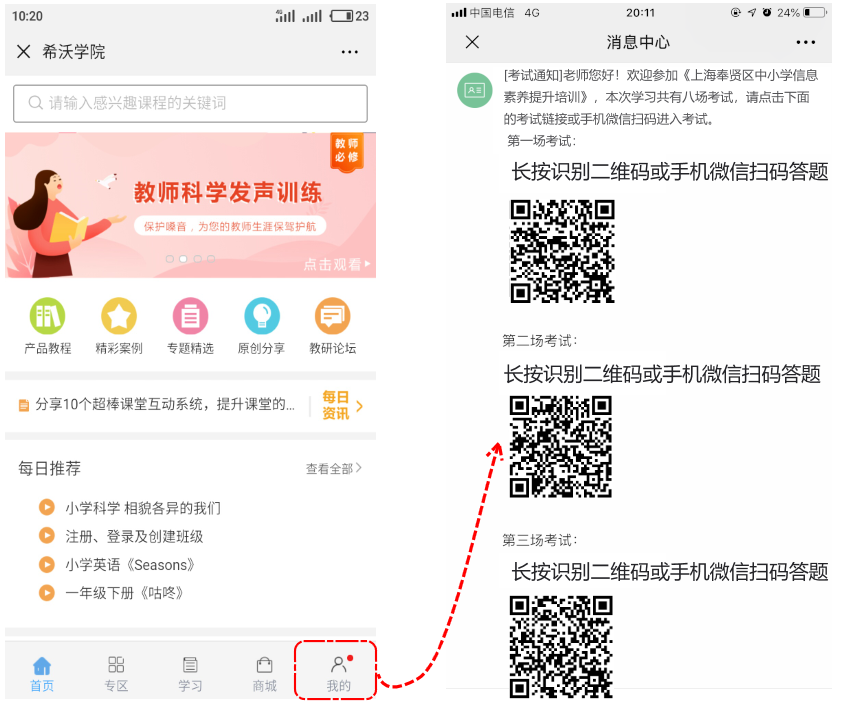 10:20
4G
23
希沃学院
请输入感兴趣课程的关键词
教师
必修
教师科学发声训练
保护嗓音，为您的教师生涯保驾护航
点击观看
产品教程
精彩案例
专题精选
原创分享
教研论坛
分享10个超棒课堂互动系统，提升课堂的...
每日
资讯
每日推荐
查看全部
小学科学 相貌各异的我们
注册、登录及创建班级
小学英语《Seasons》
一年级下册《咕咚》
首页
专区
学习
商城
我的
中国电信 4G
20:11
24%
消息中心
[考试通知]老师您好！欢迎参加《上海奉贤区中小学信息
素养提升培训》，本次学习共有八场考试，请点击下面
的考试链接或手机微信扫码进入考试。
第一场考试：
长按识别二维码或手机微信扫码答题
第二场考试：
长按识别二维码或手机微信扫码答题
第三场考试：
长按识别二维码或手机微信扫码答题